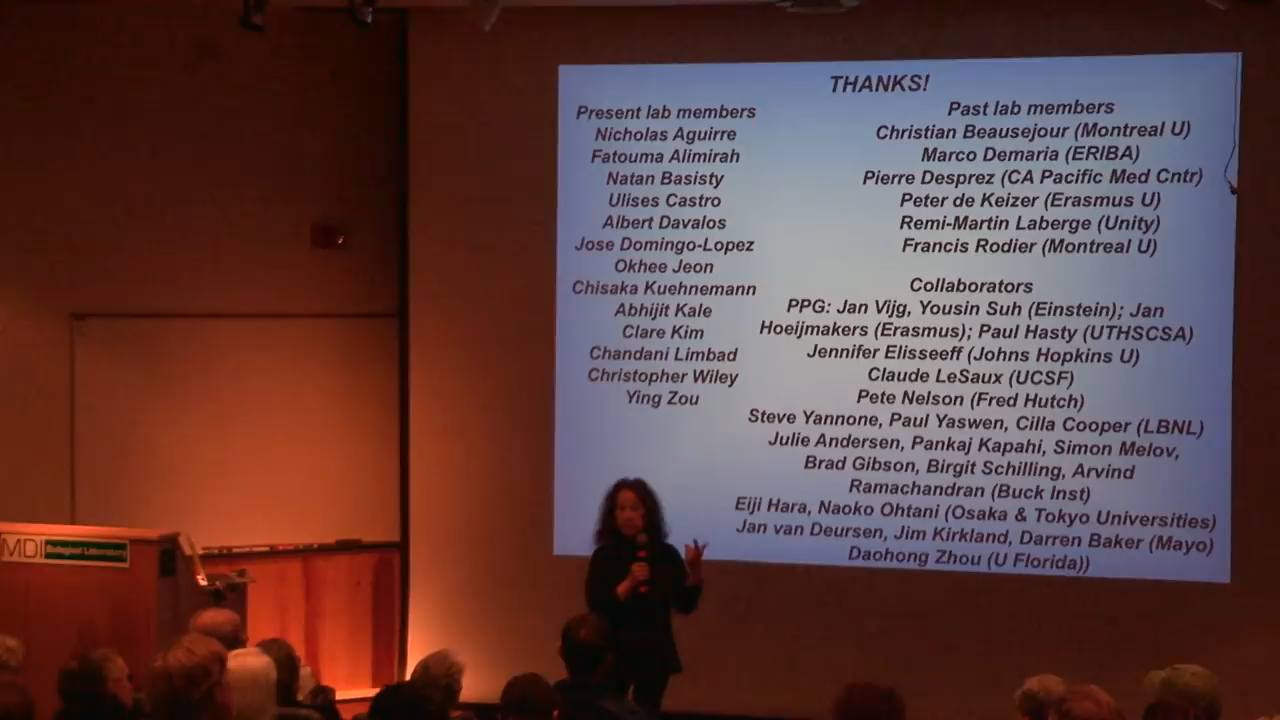 THANKS!
Present lab members
Nicholas Aguirre
Fatouma Alimirah
Natan Basisty
Ulises Castro
Albert Davalos
Jose Domingo-Lopez
Okhee Jeon
Chisaka Kuehnemann
Abhijit Kale
Clare Kim
Chandani Limbad
Christopher Wiley
Ying Zou
Past lab members
Christian Beausejour (Montreal U)
Marco Demaria (ERIBA)
Pierre Desprez (CA Pacific Med Cntr)
Peter de Keizer (Erasmus U)
Remi-Martin Laberge (Unity)
Francis Rodier (Montreal U)
Collaborators
PPG: Jan Vijg, Yousin Suh (Einstein); Jan
Hoeijmakers (Erasmus); Paul Hasty (UTHSCSA)
Jennifer Elisseeff (Johns Hopkins U)
Claude LeSaux (UCSF)
Pete Nelson (Fred Hutch)
Steve Yannone, Paul Yaswen, Cilla Cooper (LBNL)
Julie Andersen, Pankaj Kapahi, Simon Melov,
Brad Gibson, Birgit Schilling, Arvind
Ramachandran (Buck Inst)
Eiji Hara, Naoko Ohtani (Osaka & Tokyo Universities)
Jan van Deursen, Jim Kirkland, Darren Baker (Mayo)
Daohong Zhou (U Florida))
MDI Biological Laboratory